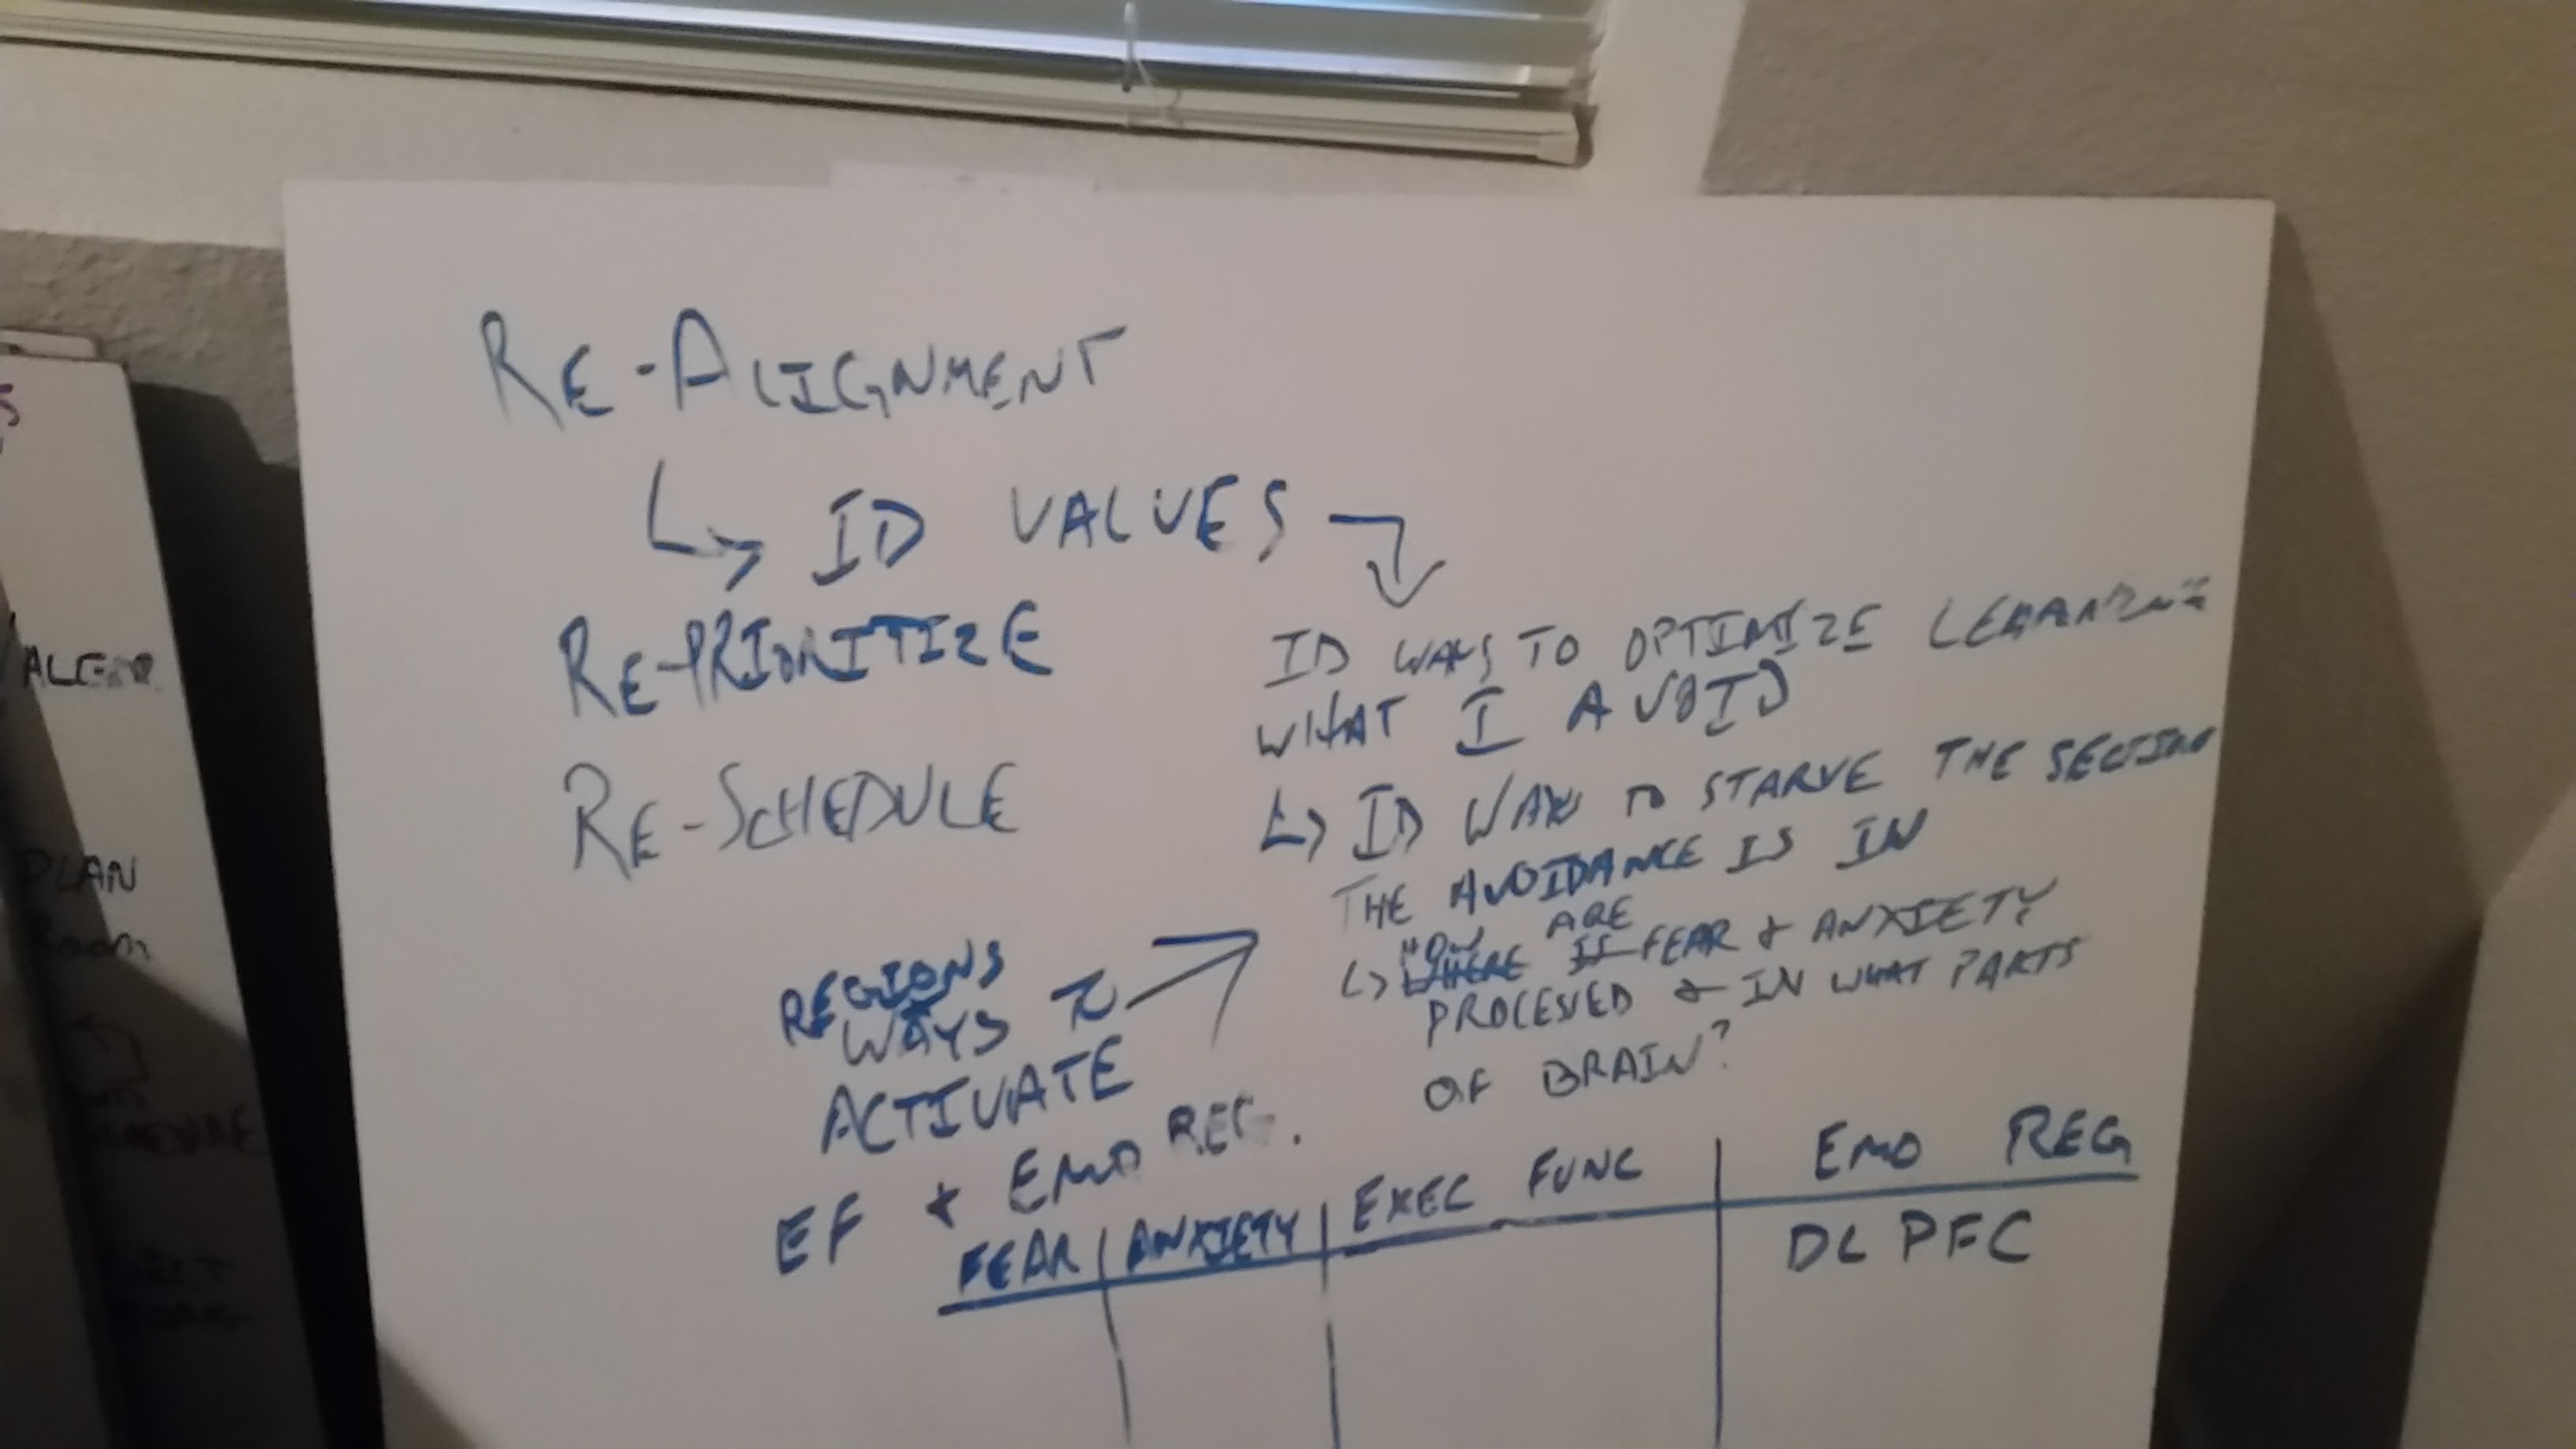 RE-ALIGNMENT
↳ ID VALUES
RE-PRIORITIZE
RE-SCHEDULE
ID WAYS TO OPTIMIZE LEARNING
WHAT I AVOID
↳ ID WAYS TO STARVE THE SECTION
THE AVOIDANCE IS IN
HOW ARE
↳ WHERE IS FEAR & ANXIETY
PROCESSED & IN WHAT PARTS
OF BRAIN?
REGIONS
WAYS TO
ACTIVATE
EF & EMO REG.
FEAR ANXIETY EXEC FUNC EMO REG
DL PFC
PLAN
ROOM